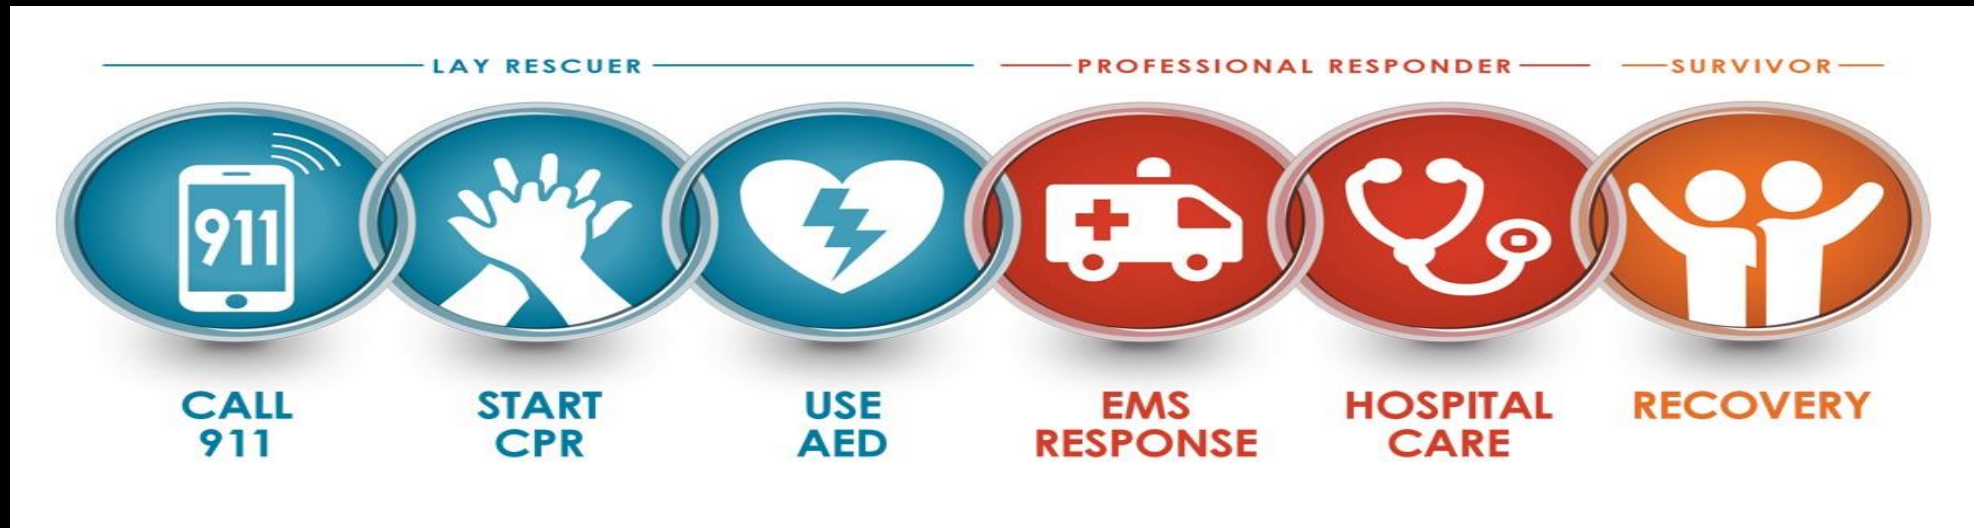 LAY RESCUER
PROFESSIONAL RESPONDER
SURVIVOR
911
CALL
911
START
CPR
USE
AED
EMS
RESPONSE
HOSPITAL
CARE
RECOVERY